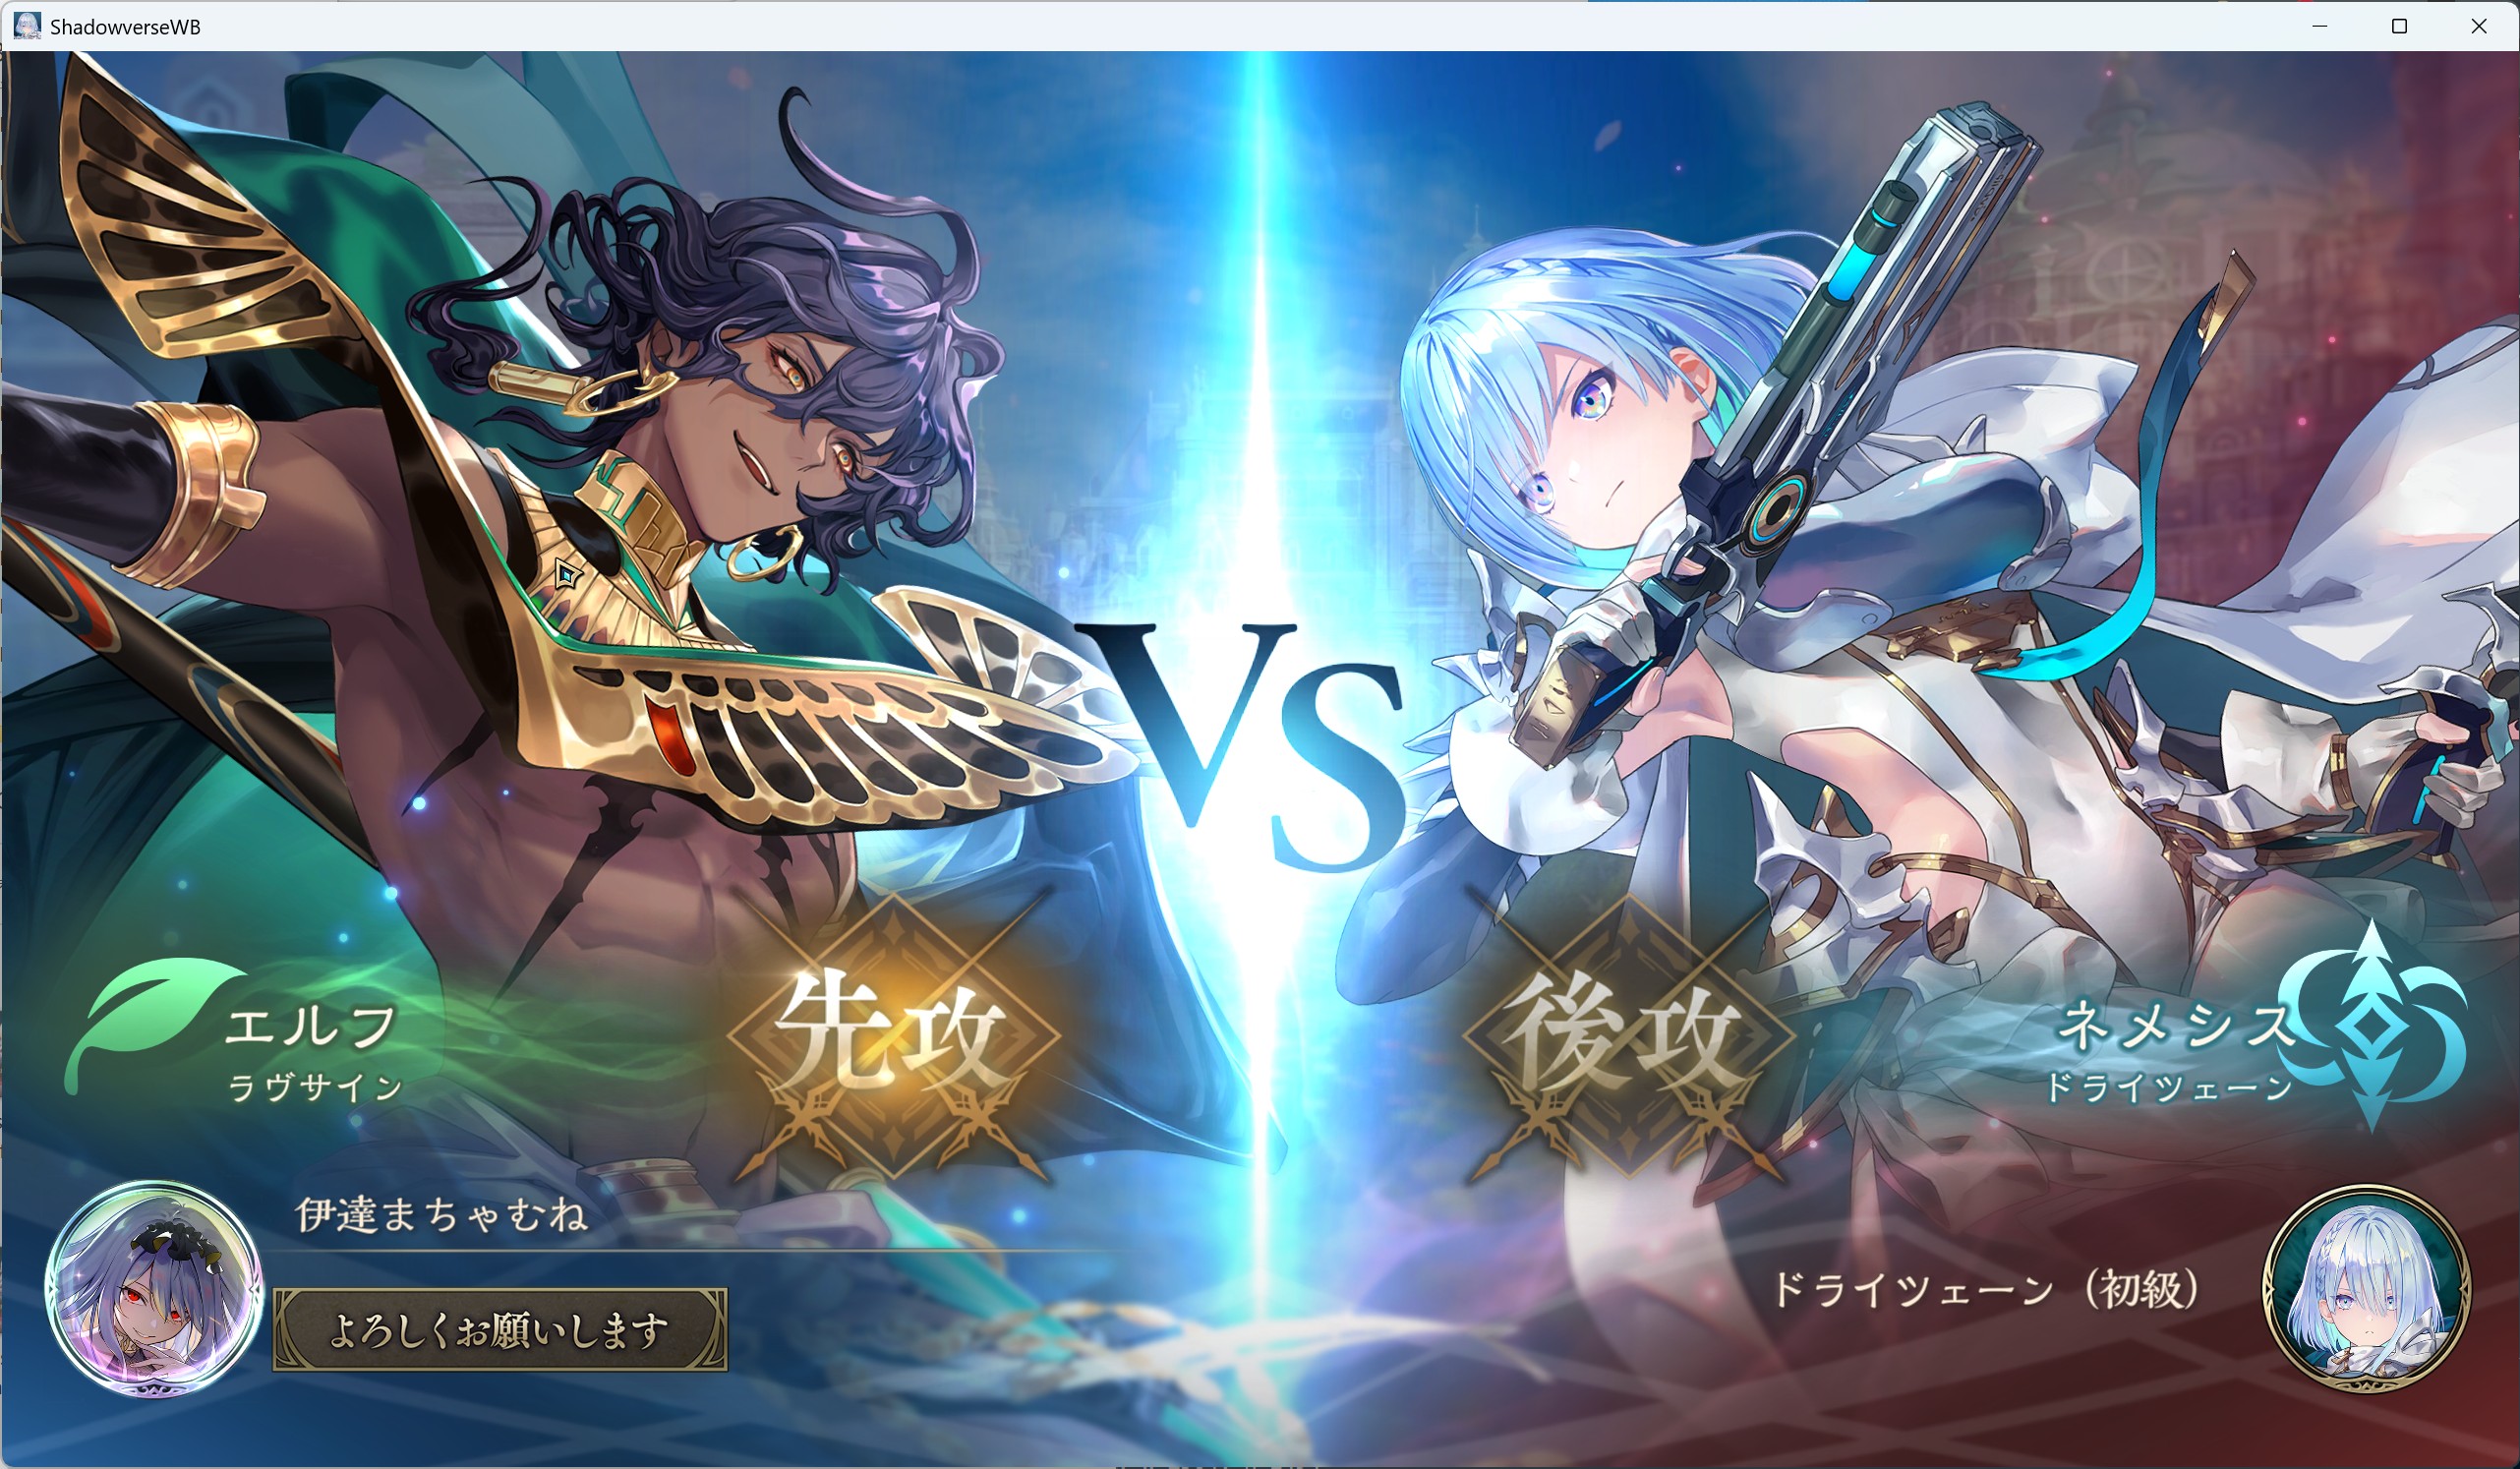 ShadowverseWB
VS
エルフ
ラヴサイン
先攻
後攻
ネメシス
ドライツェーン
伊達まちゃむね
よろしくお願いします
ドライツェーン（初級）